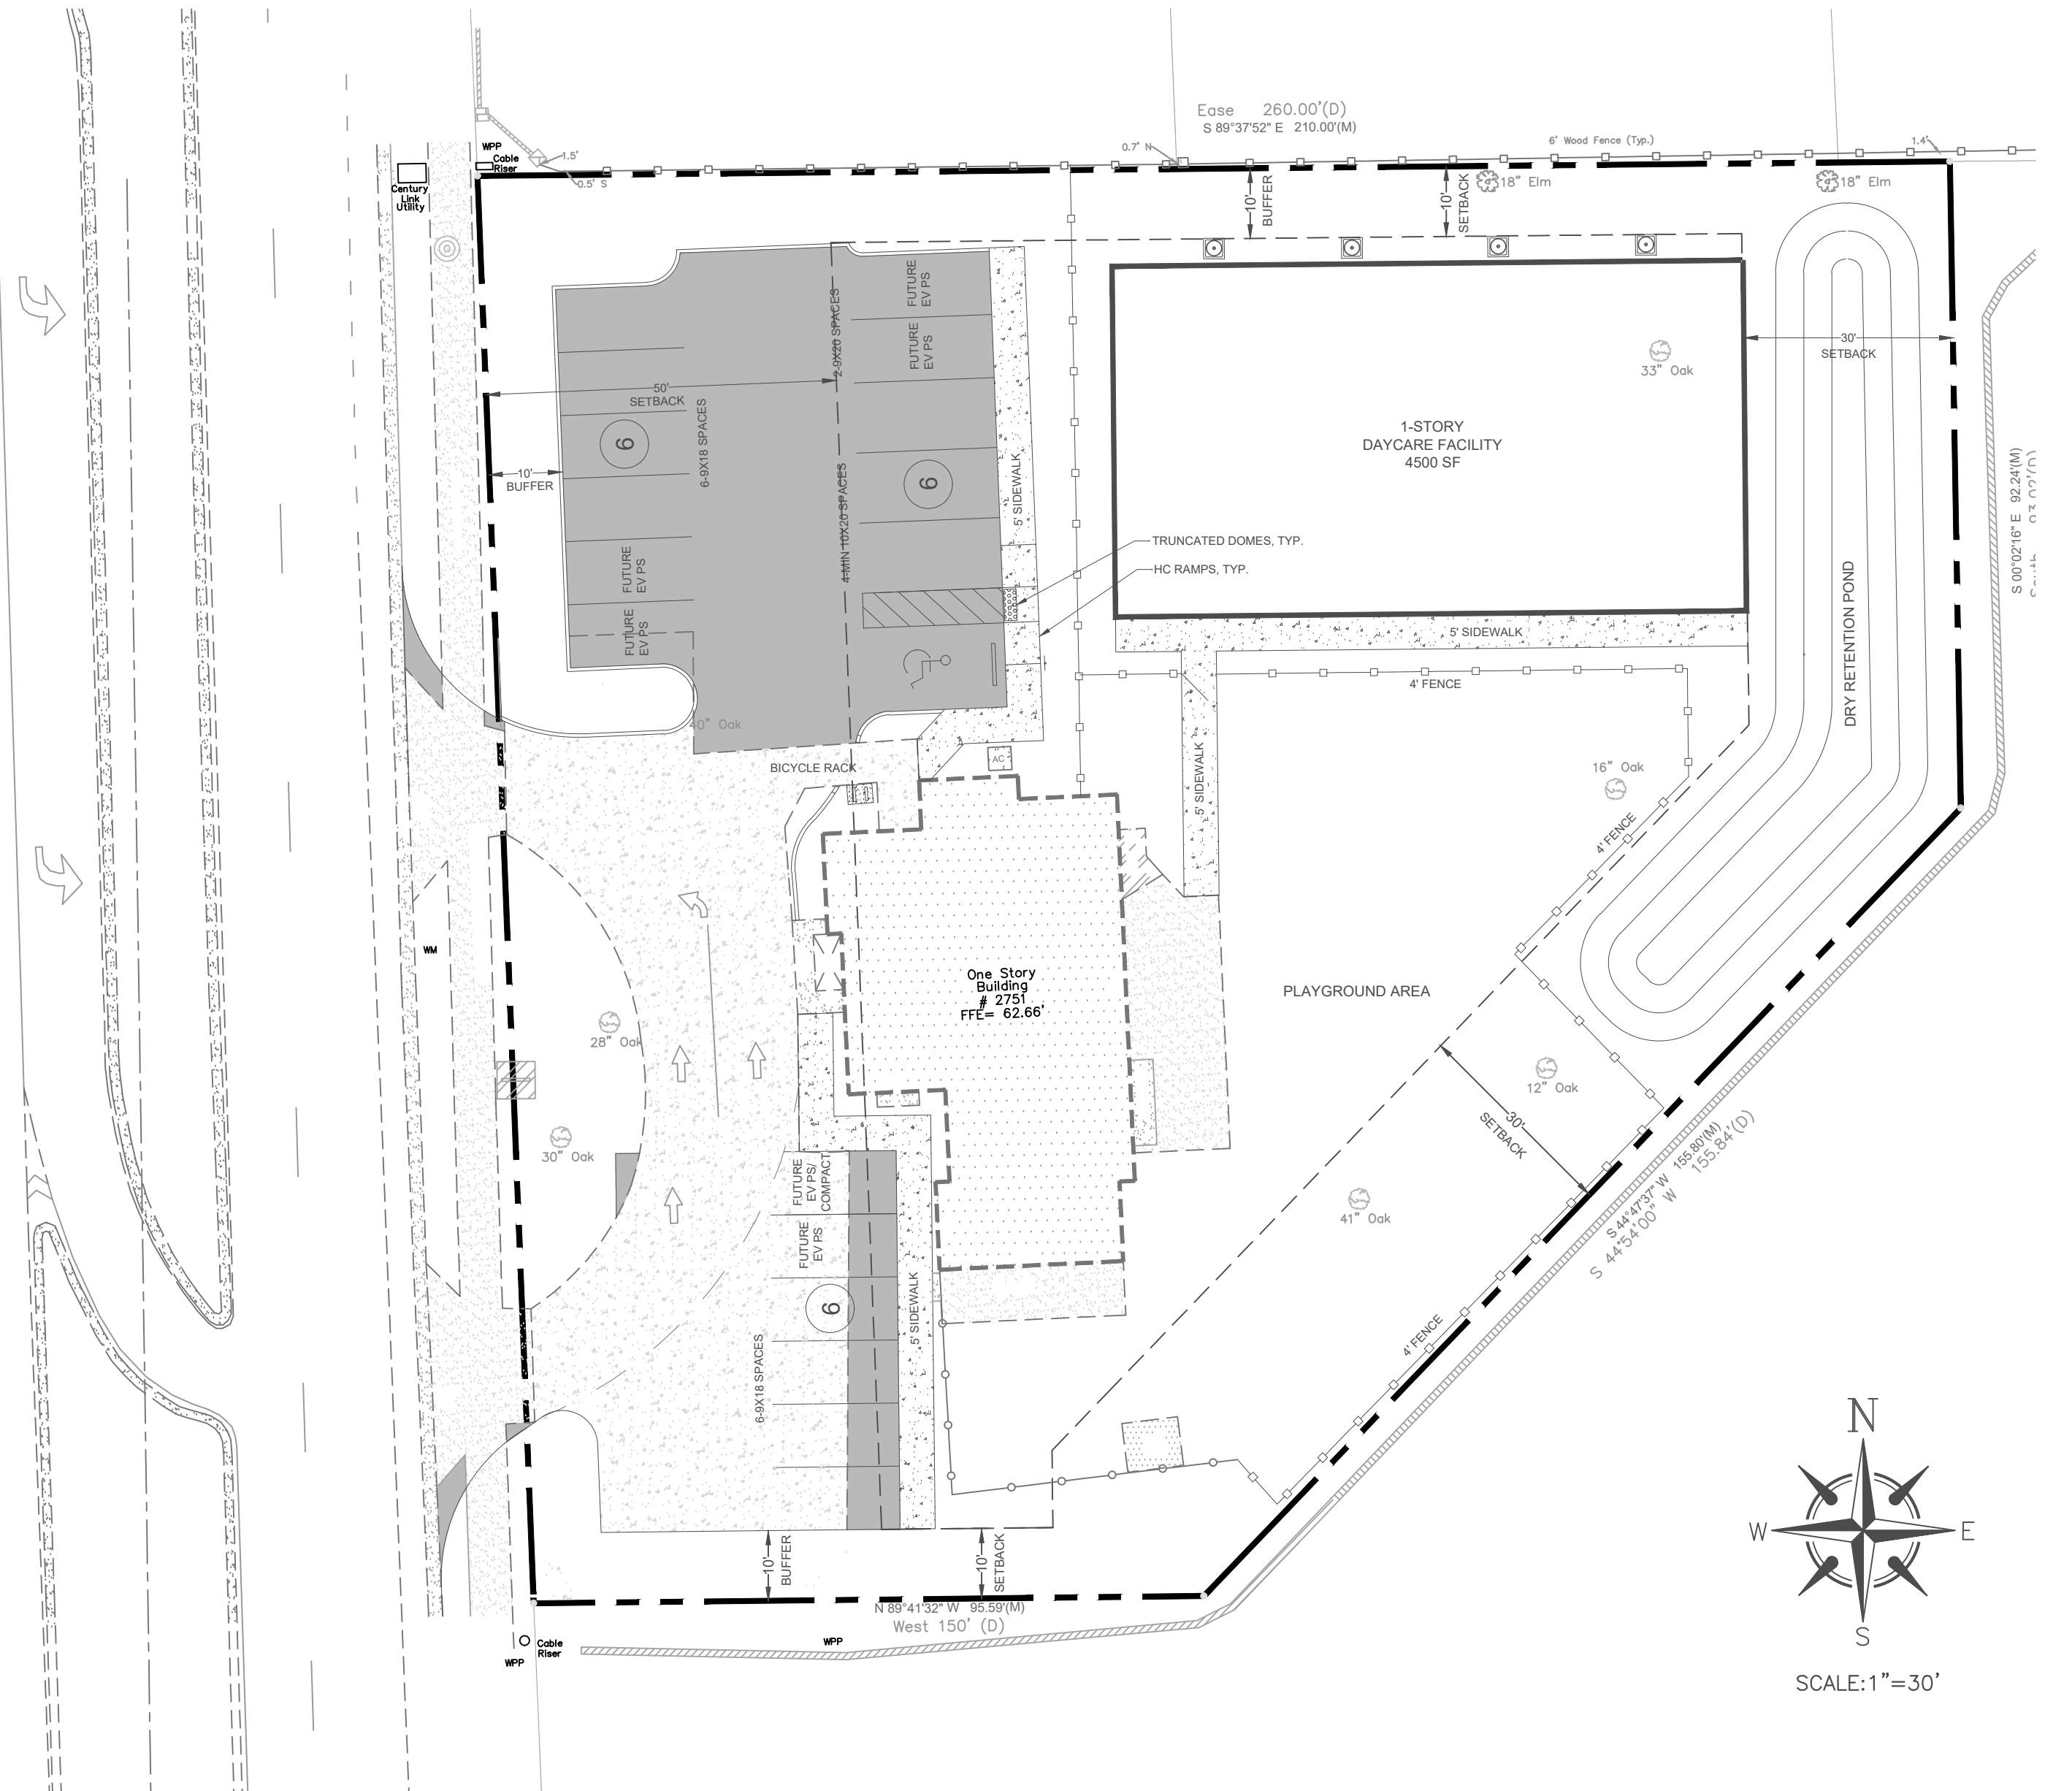 Ease 260.00'(D)
S 89°37'52" E 210.00'(M)
6' Wood Fence (Typ.)
0.7' N
1.4'
WPP
Cable
Riser
1.5'
0.5' S
Century
Link
Utility
10'
BUFFER
10'
SETBACK
18" Elm
18" Elm
FUTURE
EV PS
FUTURE
EV PS
2-9X20 SPACES
50'
SETBACK
6-9X18 SPACES
6
6
10'
BUFFER
4-MIN 10X20 SPACES
5' SIDEWALK
33" Oak
30'
SETBACK
1-STORY
DAYCARE FACILITY
4500 SF
S 00°02'16" E 92.24'(M)
TRUNCATED DOMES, TYP.
HC RAMPS, TYP.
FUTURE
EV PS
FUTURE
EV PS
5' SIDEWALK
4' FENCE
DRY RETENTION POND
Oak
BICYCLE RACK
AC
5' SIDEWALK
16" Oak
4' FENCE
WM
One Story
Building
# 2751
FFE= 62.66'
PLAYGROUND AREA
28" Oak
12" Oak
30'
SETBACK
30" Oak
41" Oak
S 44°47'37" W 155.80'(M)
S 44°54'00" W 155.84'(D)
FUTURE
EV PS/
COMPACT
FUTURE
EV PS
6
6-9X18 SPACES
5' SIDEWALK
4' FENCE
10'
BUFFER
10'
SETBACK
N 89°41'32" W 95.59'(M)
West 150' (D)
Cable
Riser
WPP
WPP
N
W
E
S
SCALE:1"=30'